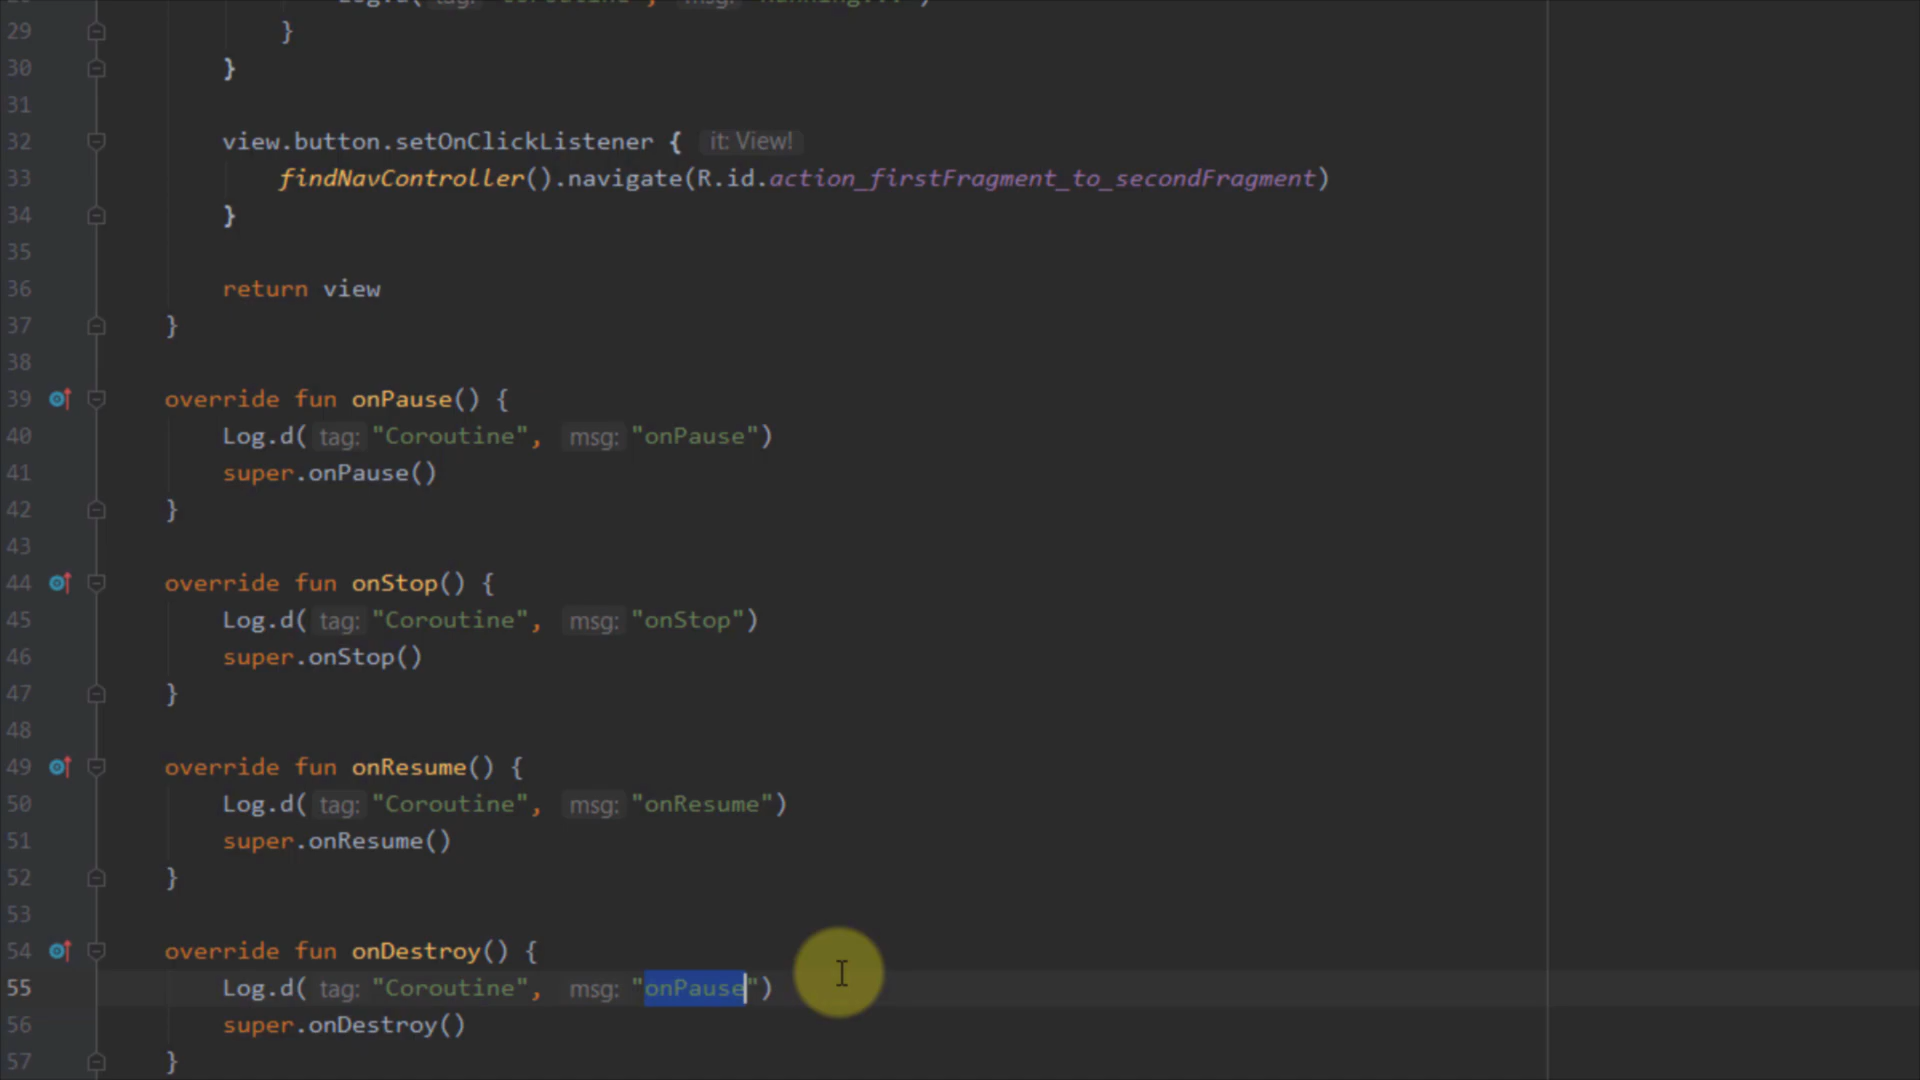 29 }
30 }
31
32 view.button.setOnClickListener { it: View!
33 findNavController().navigate(R.id.action_firstFragment_to_secondFragment)
34 }
35
36 return view
37 }
38
39 override fun onPause() {
40 Log.d( tag: "Coroutine", msg: "onPause")
41 super.onPause()
42 }
43
44 override fun onStop() {
45 Log.d( tag: "Coroutine", msg: "onStop")
46 super.onStop()
47 }
48
49 override fun onResume() {
50 Log.d( tag: "Coroutine", msg: "onResume")
51 super.onResume()
52 }
53
54 override fun onDestroy() {
55 Log.d( tag: "Coroutine", msg: "onPause")
56 super.onDestroy()
57 }